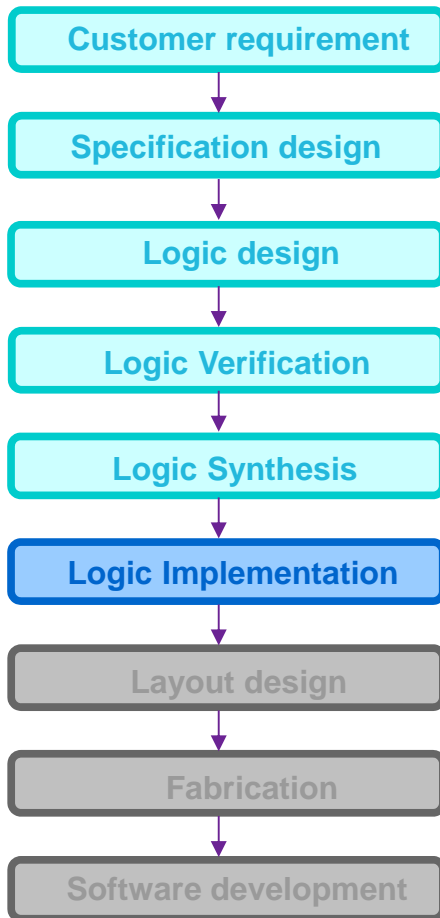 Customer requirement
Specification design
Logic design
Logic Verification
Logic Synthesis
Logic Implementation
Layout design
Fabrication
Software development